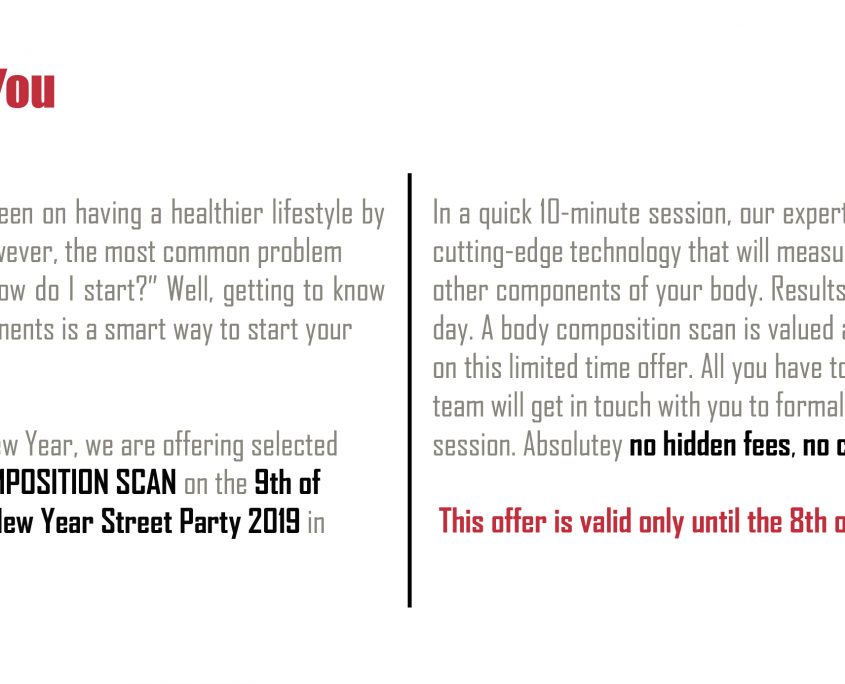 You
een on having a healthier lifestyle by
wever, the most common problem
ow do I start?” Well, getting to know
nents is a smart way to start your
ew Year, we are offering selected
MPOSITION SCAN on the 9th of
New Year Street Party 2019 in
In a quick 10-minute session, our expert
cutting-edge technology that will measu
other components of your body. Results
day. A body composition scan is valued a
on this limited time offer. All you have to
team will get in touch with you to formal
session. Absolutey no hidden fees, no c
This offer is valid only until the 8th o